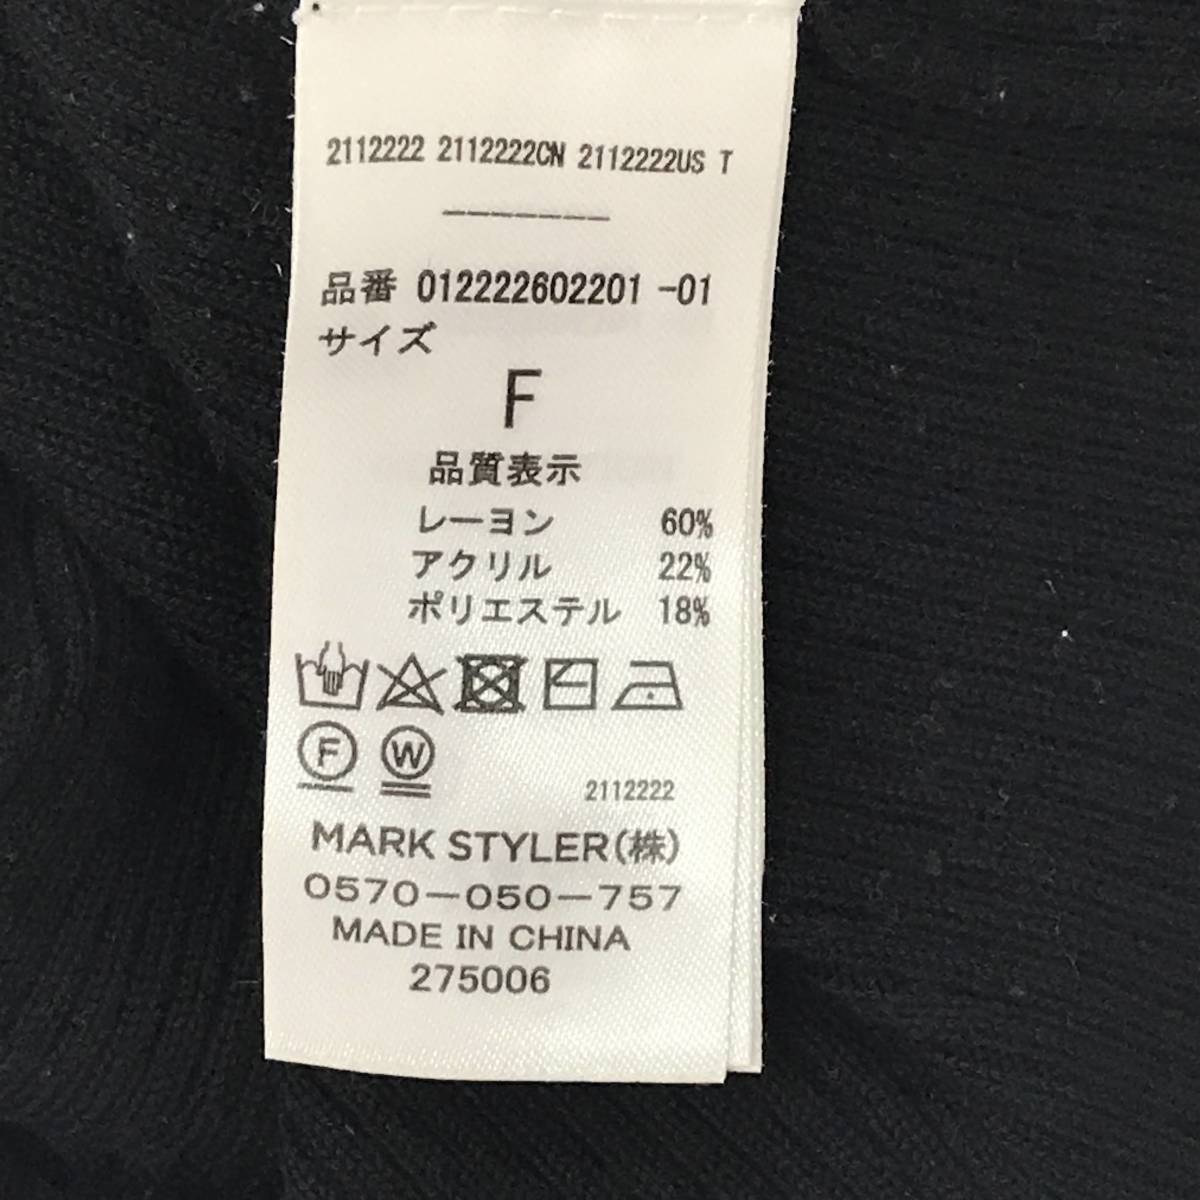 2112222 2112222CN 2112222US T
-------
品番 012222602201 -01
サイズ
F
品質表示
レーヨン 60%
アクリル 22%
ポリエステル 18%
F W 2112222
MARK STYLER(株)
0570-050-757
MADE IN CHINA
275006